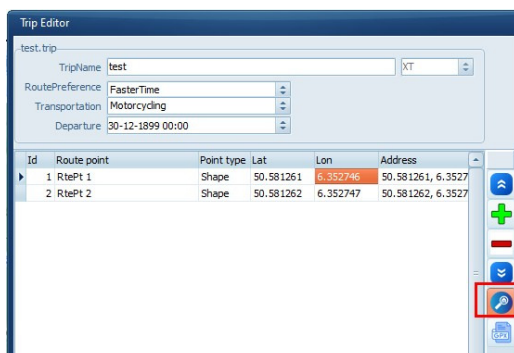 Trip Editor
test.trip
TripName test XT
RoutePreference FasterTime
Transportation Motorcycling
Departure 30-12-1899 00:00
Id Route point Point type Lat Lon Address
1 RtePt 1 Shape 50.581261 6.352746 50.581261, 6.3527
2 RtePt 2 Shape 50.581262 6.352747 50.581262, 6.3527
GPX